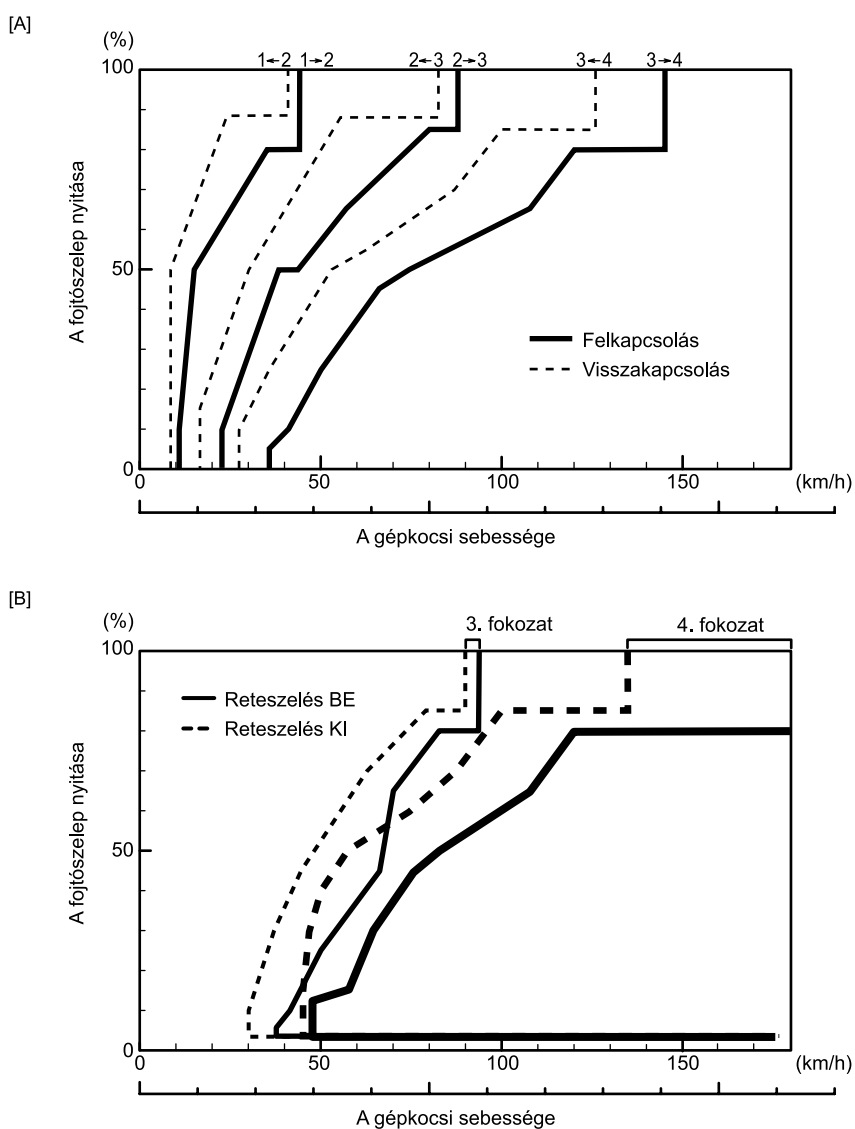 [A]
(%)
1←2 1→2 2←3 2→3 3←4 3→4
100
50
0
A fojtószelep nyitása
Felkapcsolás
Visszakapcsolás
0 50 100 150 (km/h)
A gépkocsi sebessége
[B]
(%)
3. fokozat 4. fokozat
100
Reteszelés BE
Reteszelés KI
50
0
A fojtószelep nyitása
0 50 100 150 (km/h)
A gépkocsi sebessége